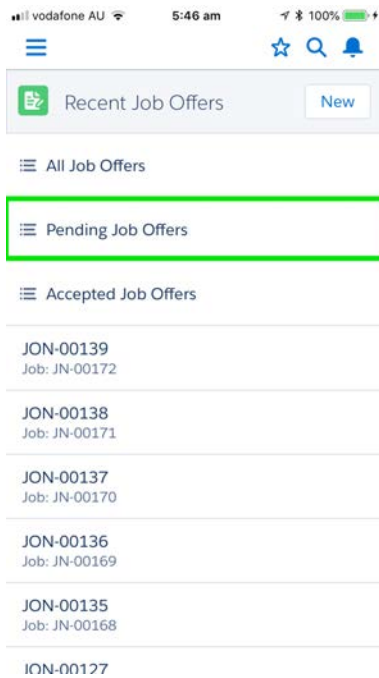 vodafone AU 5:46 am 100%
Recent Job Offers New
All Job Offers
Pending Job Offers
Accepted Job Offers
JON-00139
Job: JN-00172
JON-00138
Job: JN-00171
JON-00137
Job: JN-00170
JON-00136
Job: JN-00169
JON-00135
Job: JN-00168
JON-00127